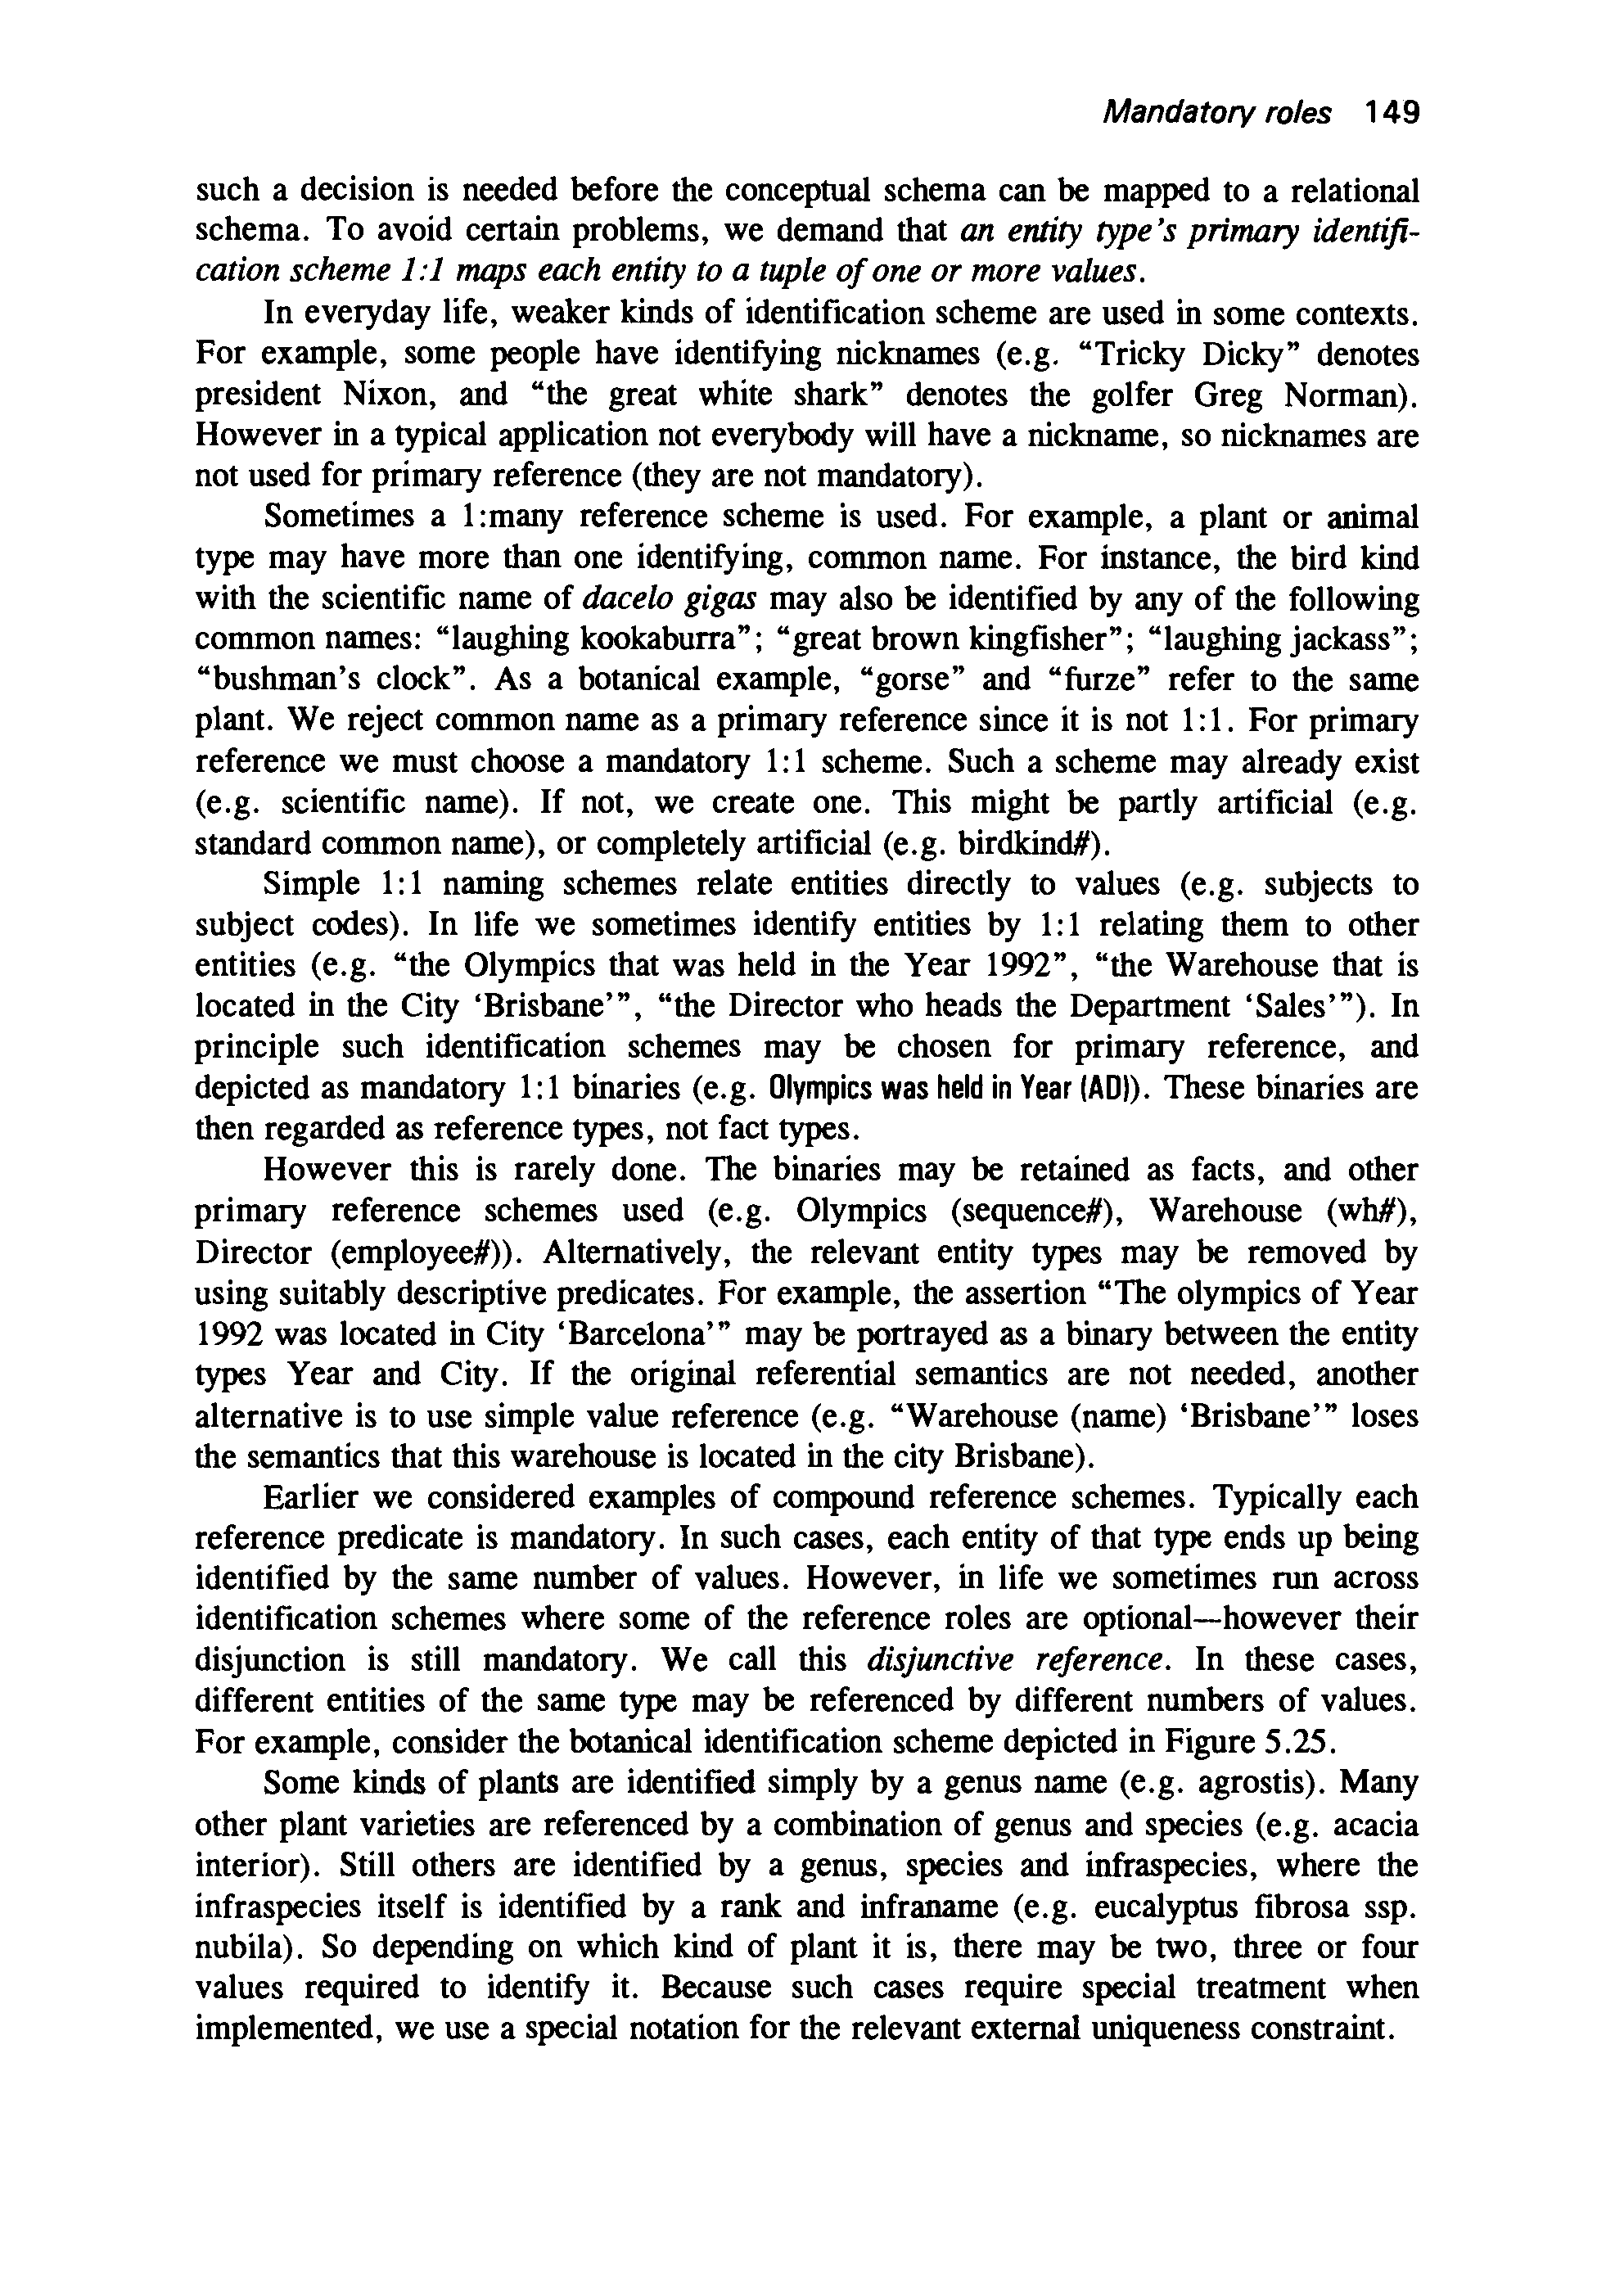 Mandatory roles 149
such a decision is needed before the conceptual schema can be mapped to a relational
schema. To avoid certain problems, we demand that an entity type's primary identifi-
cation scheme 1:1 maps each entity to a tuple of one or more values.
In everyday life, weaker kinds of identification scheme are used in some contexts.
For example, some people have identifying nicknames (e.g. “Tricky Dicky” denotes
president Nixon, and “the great white shark” denotes the golfer Greg Norman).
However in a typical application not everybody will have a nickname, so nicknames are
not used for primary reference (they are not mandatory).
Sometimes a 1:many reference scheme is used. For example, a plant or animal
type may have more than one identifying, common name. For instance, the bird kind
with the scientific name of dacelo gigas may also be identified by any of the following
common names: “laughing kookaburra”; “great brown kingfisher”; “laughing jackass”;
“bushman's clock”. As a botanical example, “gorse” and “furze” refer to the same
plant. We reject common name as a primary reference since it is not 1:1. For primary
reference we must choose a mandatory 1:1 scheme. Such a scheme may already exist
(e.g. scientific name). If not, we create one. This might be partly artificial (e.g.
standard common name), or completely artificial (e.g. birdkind#).
Simple 1:1 naming schemes relate entities directly to values (e.g. subjects to
subject codes). In life we sometimes identify entities by 1:1 relating them to other
entities (e.g. “the Olympics that was held in the Year 1992”, “the Warehouse that is
located in the City ‘Brisbane’”, “the Director who heads the Department ‘Sales’”). In
principle such identification schemes may be chosen for primary reference, and
depicted as mandatory 1:1 binaries (e.g. Olympics was held in Year (AD)). These binaries are
then regarded as reference types, not fact types.
However this is rarely done. The binaries may be retained as facts, and other
primary reference schemes used (e.g. Olympics (sequence#), Warehouse (wh#),
Director (employee#)). Alternatively, the relevant entity types may be removed by
using suitably descriptive predicates. For example, the assertion “The olympics of Year
1992 was located in City ‘Barcelona’” may be portrayed as a binary between the entity
types Year and City. If the original referential semantics are not needed, another
alternative is to use simple value reference (e.g. “Warehouse (name) ‘Brisbane’” loses
the semantics that this warehouse is located in the city Brisbane).
Earlier we considered examples of compound reference schemes. Typically each
reference predicate is mandatory. In such cases, each entity of that type ends up being
identified by the same number of values. However, in life we sometimes run across
identification schemes where some of the reference roles are optional—however their
disjunction is still mandatory. We call this disjunctive reference. In these cases,
different entities of the same type may be referenced by different numbers of values.
For example, consider the botanical identification scheme depicted in Figure 5.25.
Some kinds of plants are identified simply by a genus name (e.g. agrostis). Many
other plant varieties are referenced by a combination of genus and species (e.g. acacia
interior). Still others are identified by a genus, species and infraspecies, where the
infraspecies itself is identified by a rank and infraname (e.g. eucalyptus fibrosa ssp.
nubila). So depending on which kind of plant it is, there may be two, three or four
values required to identify it. Because such cases require special treatment when
implemented, we use a special notation for the relevant external uniqueness constraint.